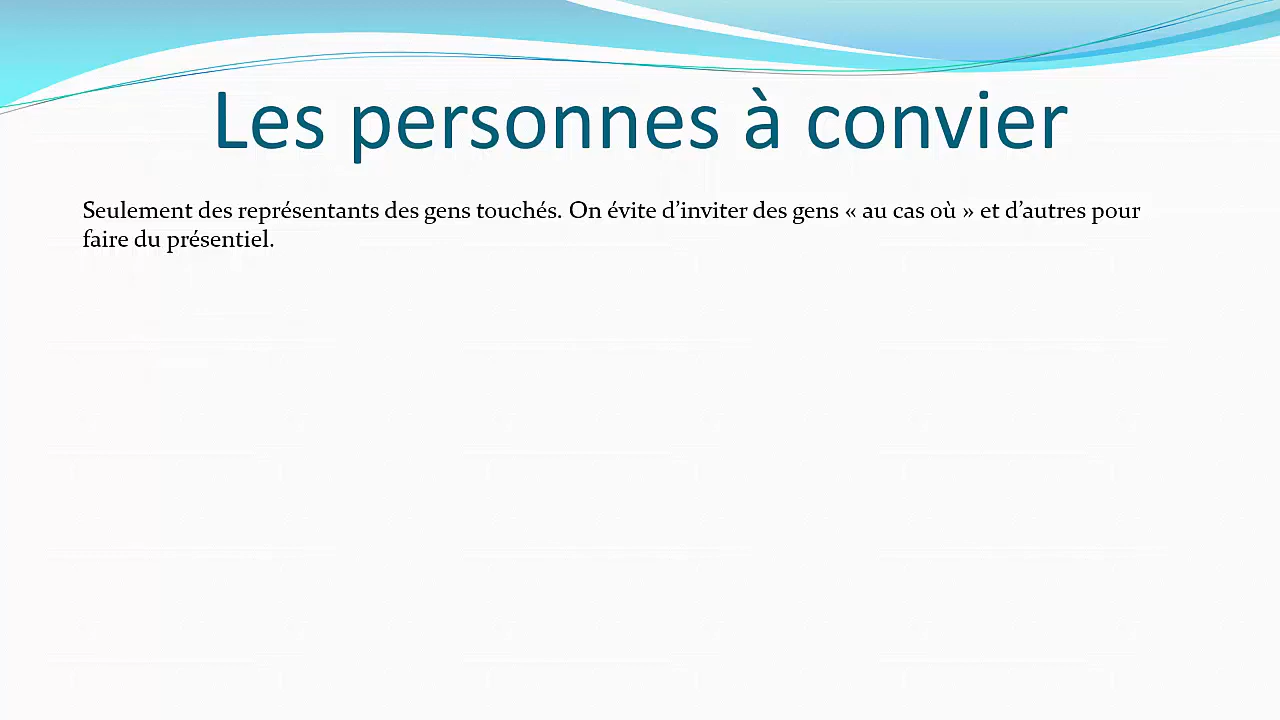 Les personnes à convier
Seulement des représentants des gens touchés. On évite d’inviter des gens « au cas où » et d’autres pour
faire du présentiel.